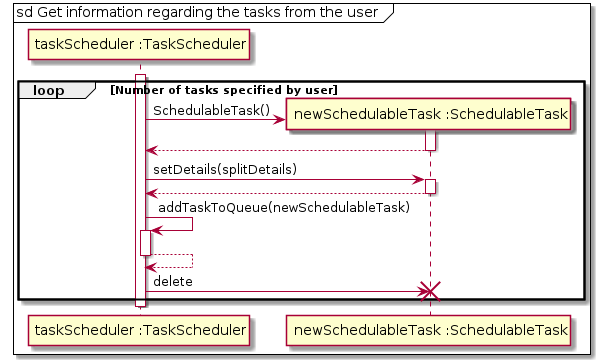 sd Get information regarding the tasks from the user
taskScheduler :TaskScheduler
loop [Number of tasks specified by user]
SchedulableTask()
newSchedulableTask :SchedulableTask
setDetails(splitDetails)
addTaskToQueue(newSchedulableTask)
delete
taskScheduler :TaskScheduler newSchedulableTask :SchedulableTask